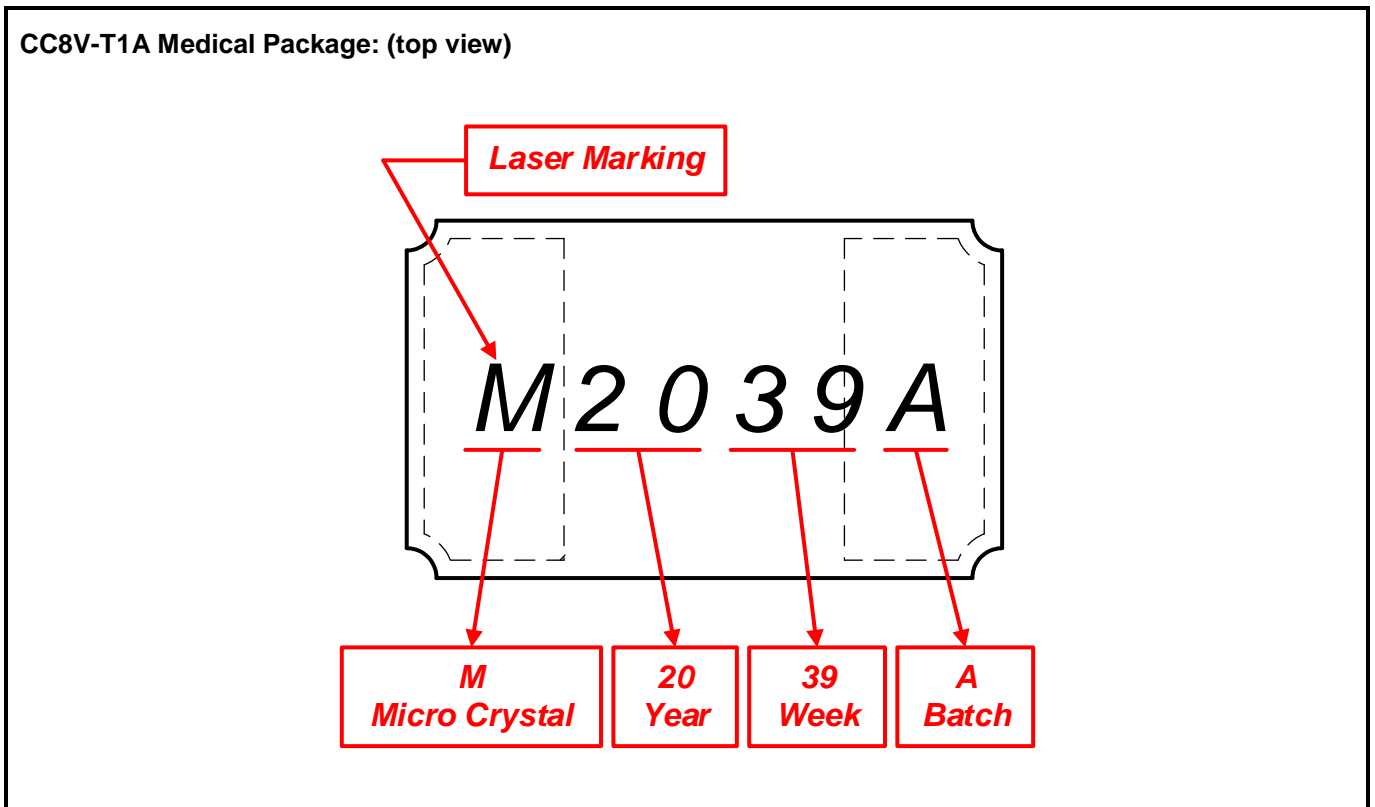 CC8V-T1A Medical Package: (top view)
Laser Marking
M 2 0 3 9 A
M
Micro Crystal
20
Year
39
Week
A
Batch